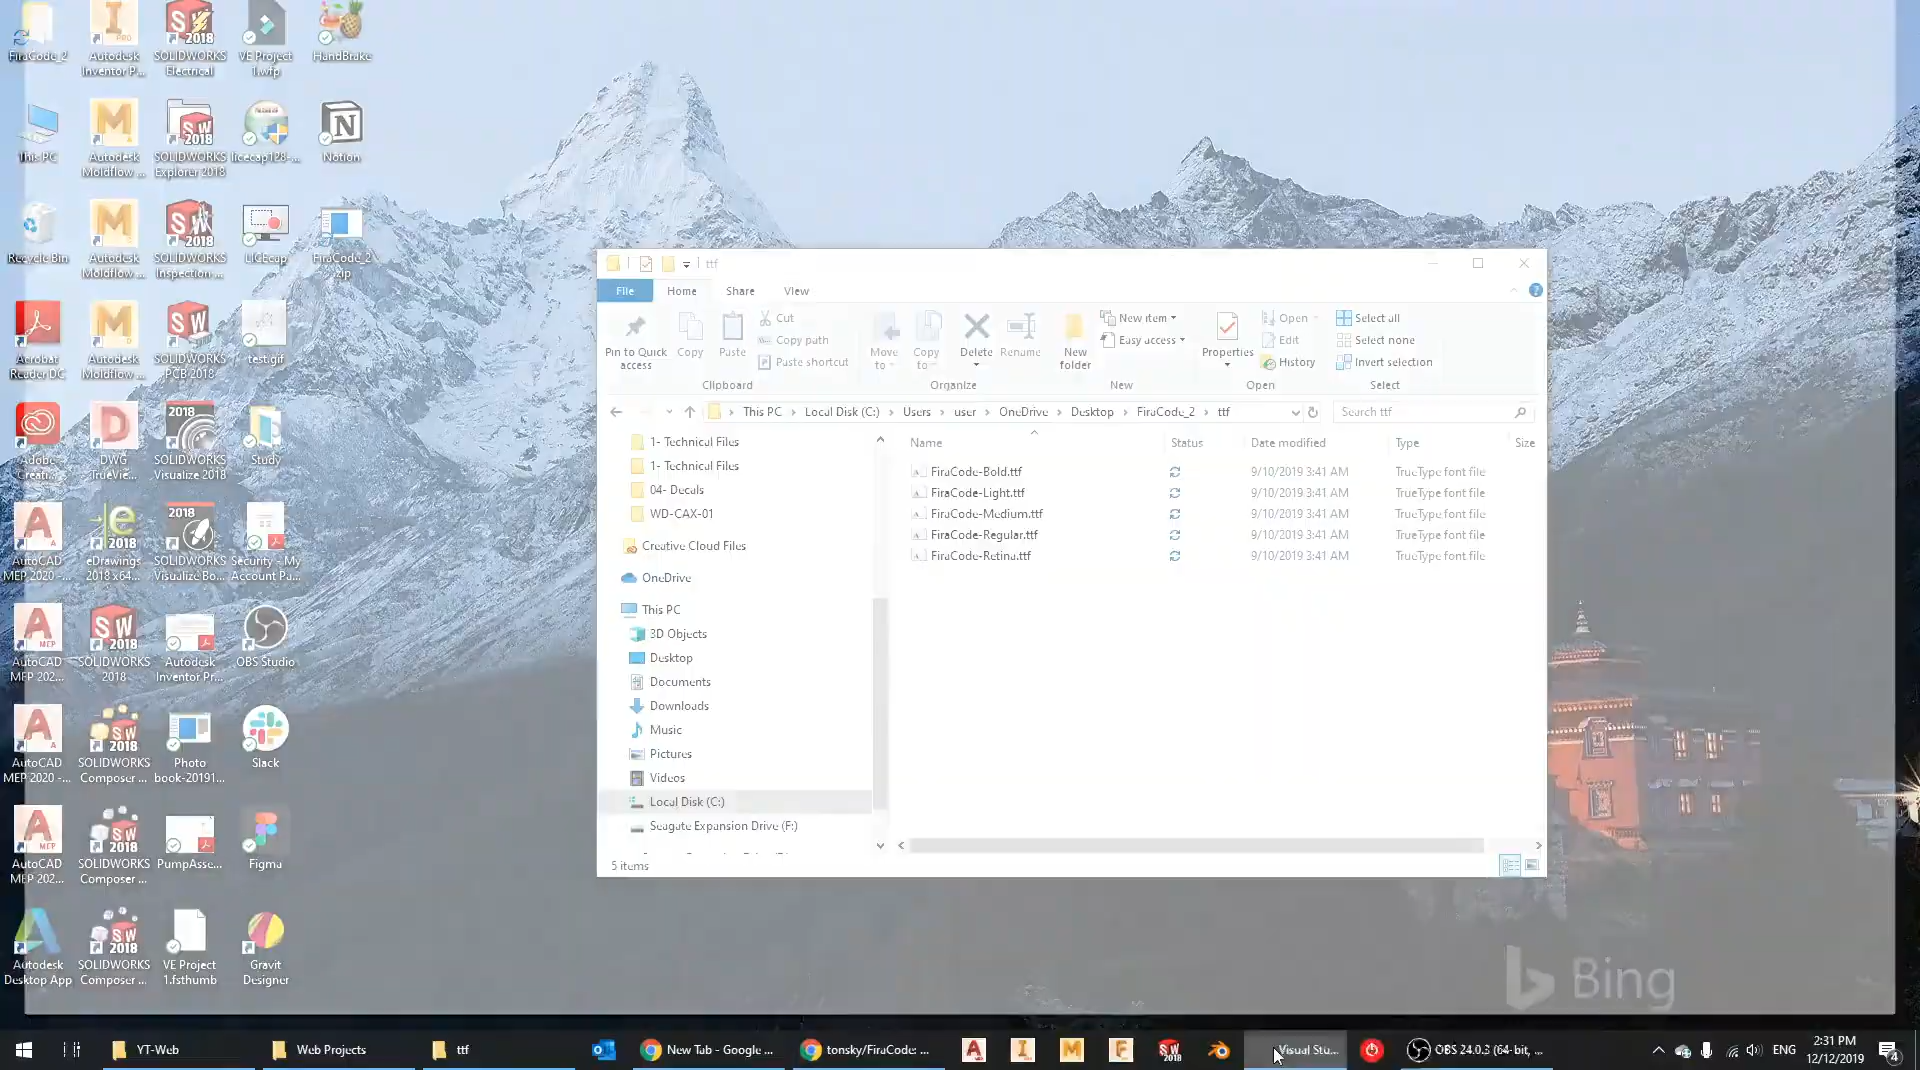 FiraCode_2
Autodesk
Inventor P...
SOLIDWORKS
Electrical
VE Project
1.wfp
HandBrake
This PC
Autodesk
Moldflow ...
SOLIDWORKS
Explorer 2018
licecap128-...
Notion
Recycle Bin
Autodesk
Moldflow ...
SOLIDWORKS
Inspection ...
LICEcap
FiraCode_2
zip
Acrobat
Reader DC
Autodesk
Moldflow ...
SOLIDWORKS
PCB 2018
test.gif
Adobe
Creati...
DWG
TrueVie...
SOLIDWORKS
Visualize 2018
Study
AutoCAD
MEP 2020 -...
eDrawings
2018 x64...
SOLIDWORKS
Visualize Bo...
Security - My
Account Pa...
AutoCAD
MEP 202...
SOLIDWORKS
2018
Autodesk
Inventor Pr...
OBS Studio
AutoCAD
MEP 2020 -...
SOLIDWORKS
Composer ...
Photo
book-20191...
Slack
AutoCAD
MEP 202...
SOLIDWORKS
Composer ...
PumpAsse...
Figma
Autodesk
Desktop App
SOLIDWORKS
Composer ...
VE Project
1.fsthumb
Gravit
Designer
ttf
File Home Share View
Pin to Quick
access
Copy
Paste
Cut
Copy path
Paste shortcut
Clipboard
Move
to
Copy
to
Delete
Rename
Organize
New
folder
New item
Easy access
New
Properties
Open
Edit
History
Open
Select all
Select none
Invert selection
Select
This PC > Local Disk (C:) > Users > user > OneDrive > Desktop > FiraCode_2 > ttf
Search ttf
1- Technical Files
1- Technical Files
04- Decals
WD-CAX-01
Creative Cloud Files
OneDrive
This PC
3D Objects
Desktop
Documents
Downloads
Music
Pictures
Videos
Local Disk (C:)
Seagate Expansion Drive (F:)
Name Status Date modified Type Size
FiraCode-Bold.ttf 9/10/2019 3:41 AM TrueType font file
FiraCode-Light.ttf 9/10/2019 3:41 AM TrueType font file
FiraCode-Medium.ttf 9/10/2019 3:41 AM TrueType font file
FiraCode-Regular.ttf 9/10/2019 3:41 AM TrueType font file
FiraCode-Retina.ttf 9/10/2019 3:41 AM TrueType font file
5 items
Bing
YT-Web
Web Projects
ttf
New Tab - Google ...
tonsky/FiraCode: ...
Visual Stu...
OBS 24.0.3 (64-bit, ...
ENG
2:31 PM
12/12/2019
4